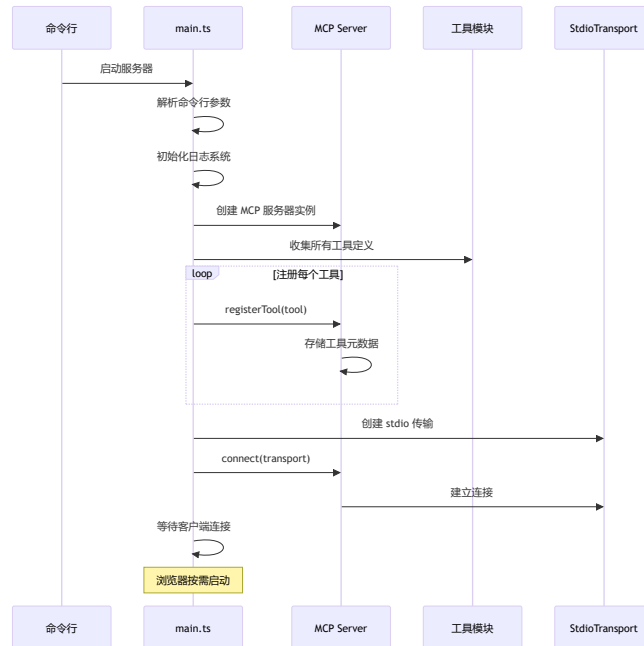 命令行
main.ts
MCP Server
工具模块
StdioTransport
启动服务器
解析命令行参数
初始化日志系统
创建 MCP 服务器实例
收集所有工具定义
loop
[注册每个工具]
registerTool(tool)
存储工具元数据
创建 stdio 传输
connect(transport)
建立连接
等待客户端连接
浏览器按需启动
命令行
main.ts
MCP Server
工具模块
StdioTransport